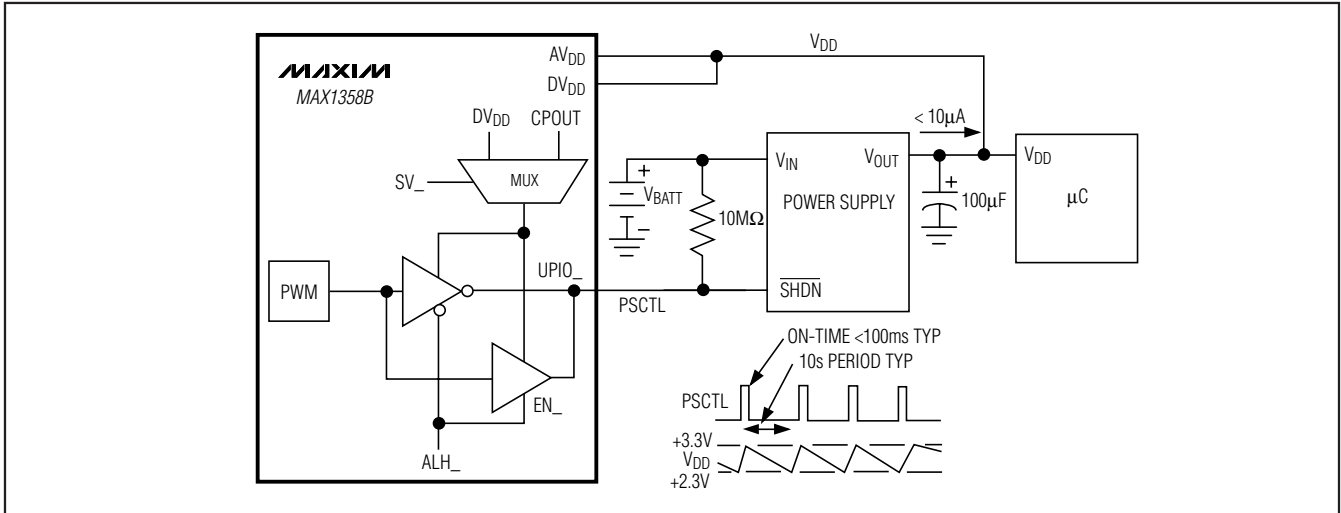 MAXIM
MAX1358B
AVDD
DVDD
VDD
DVDD CPOUT
SV_
MUX
PWM
UPIO_
EN_
ALH_
PSCTL
+
VBATT
−
10MΩ
VIN
VOUT
POWER SUPPLY
SHDN
< 10μA
+
100μF
VDD
μC
ON-TIME <100ms TYP
10s PERIOD TYP
PSCTL
+3.3V
VDD
+2.3V